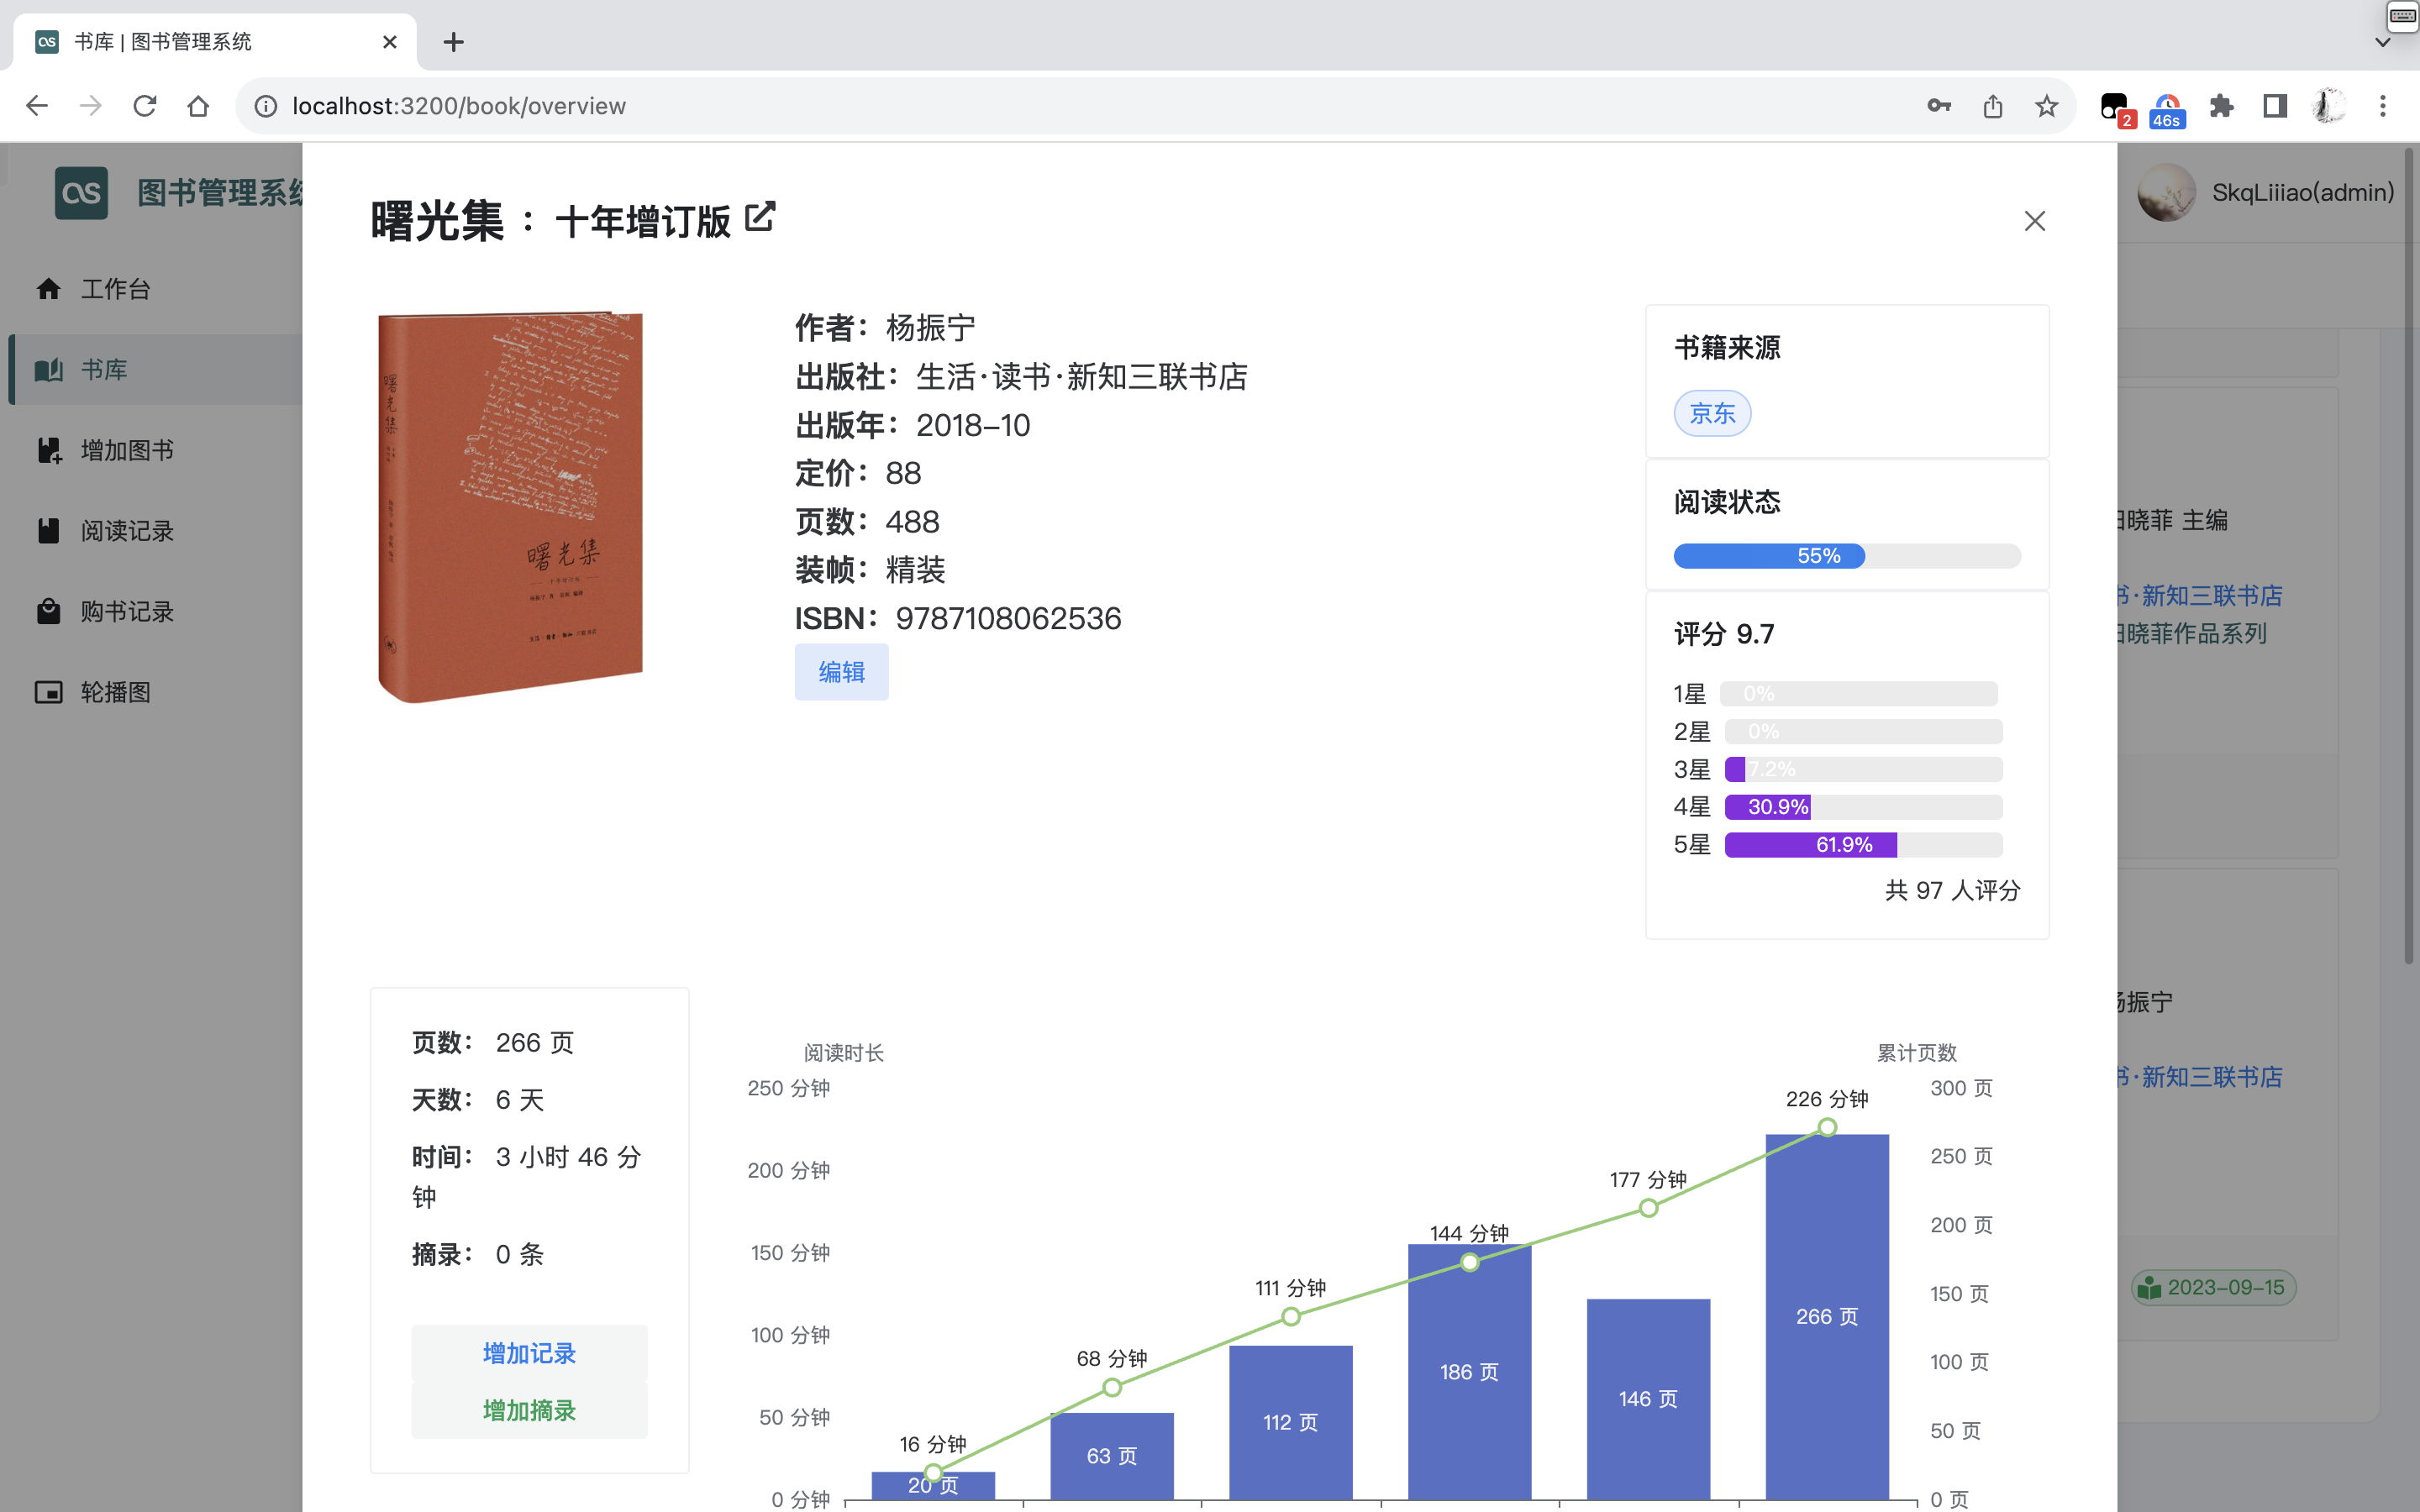 书库 | 图书管理系统
localhost:3200/book/overview
2
46s
图书管理系统
SkqLiiiao(admin)
工作台
书库
增加图书
阅读记录
购书记录
轮播图
曙光集 : 十年增订版
曙光集
曙光集
作者: 杨振宁
出版社: 生活·读书·新知三联书店
出版年: 2018-10
定价: 88
页数: 488
装帧: 精装
ISBN: 9787108062536
编辑
书籍来源
京东
阅读状态
55%
评分 9.7
1星 0%
2星 0%
3星 7.2%
4星 30.9%
5星 61.9%
共 97 人评分
田晓菲 主编
书·新知三联书店
田晓菲作品系列
杨振宁
书·新知三联书店
2023-09-15
页数: 266 页
天数: 6 天
时间: 3 小时 46 分
钟
摘录: 0 条
增加记录
增加摘录
阅读时长
累计页数
250 分钟
200 分钟
150 分钟
100 分钟
50 分钟
0 分钟
16 分钟
68 分钟
111 分钟
144 分钟
177 分钟
226 分钟
20 页
63 页
112 页
186 页
146 页
266 页
300 页
250 页
200 页
150 页
100 页
50 页
0 页